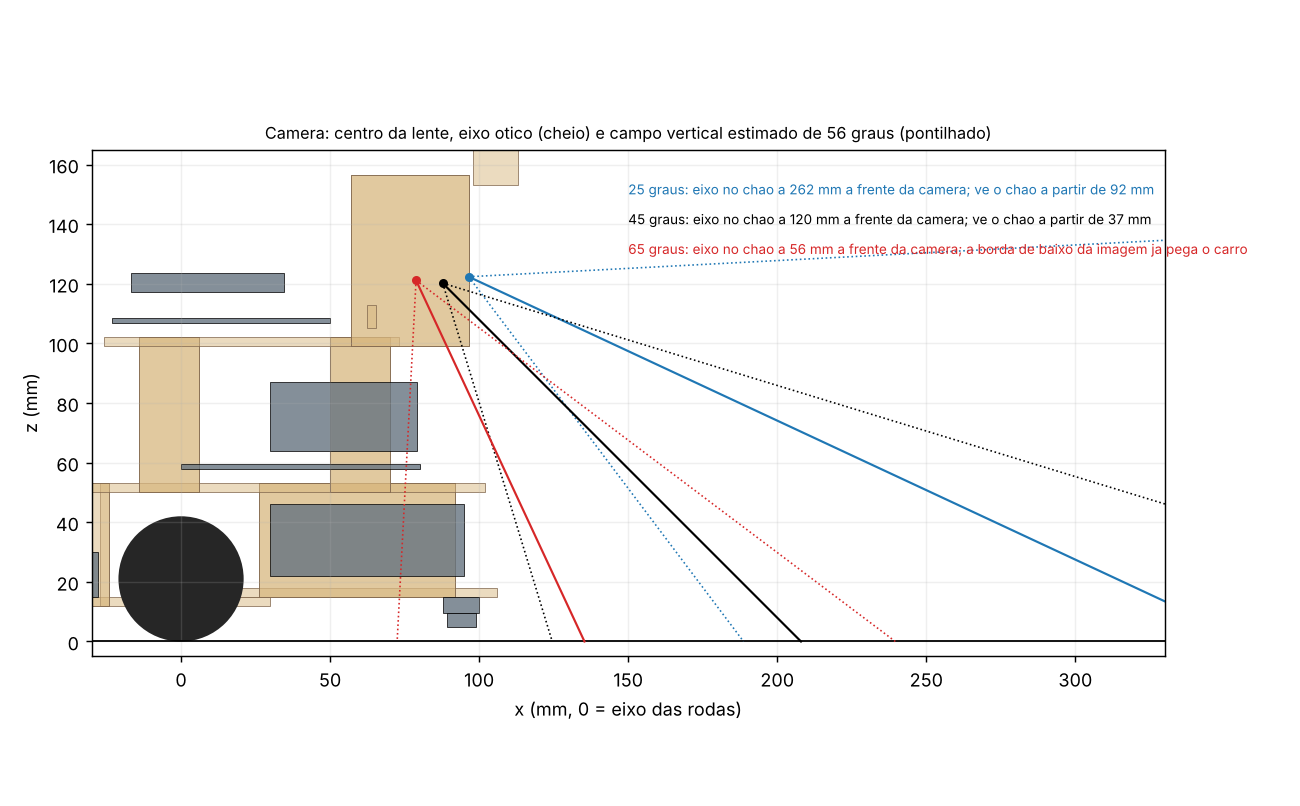 Camera: centro da lente, eixo otico (cheio) e campo vertical estimado de 56 graus (pontilhado)
25 graus: eixo no chao a 262 mm a frente da camera; ve o chao a partir de 92 mm
45 graus: eixo no chao a 120 mm a frente da camera; ve o chao a partir de 37 mm
65 graus: eixo no chao a 56 mm a frente da camera; a borda de baixo da imagem ja pega o carro
z (mm)
160
140
120
100
80
60
40
20
0
0 50 100 150 200 250 300
x (mm, 0 = eixo das rodas)